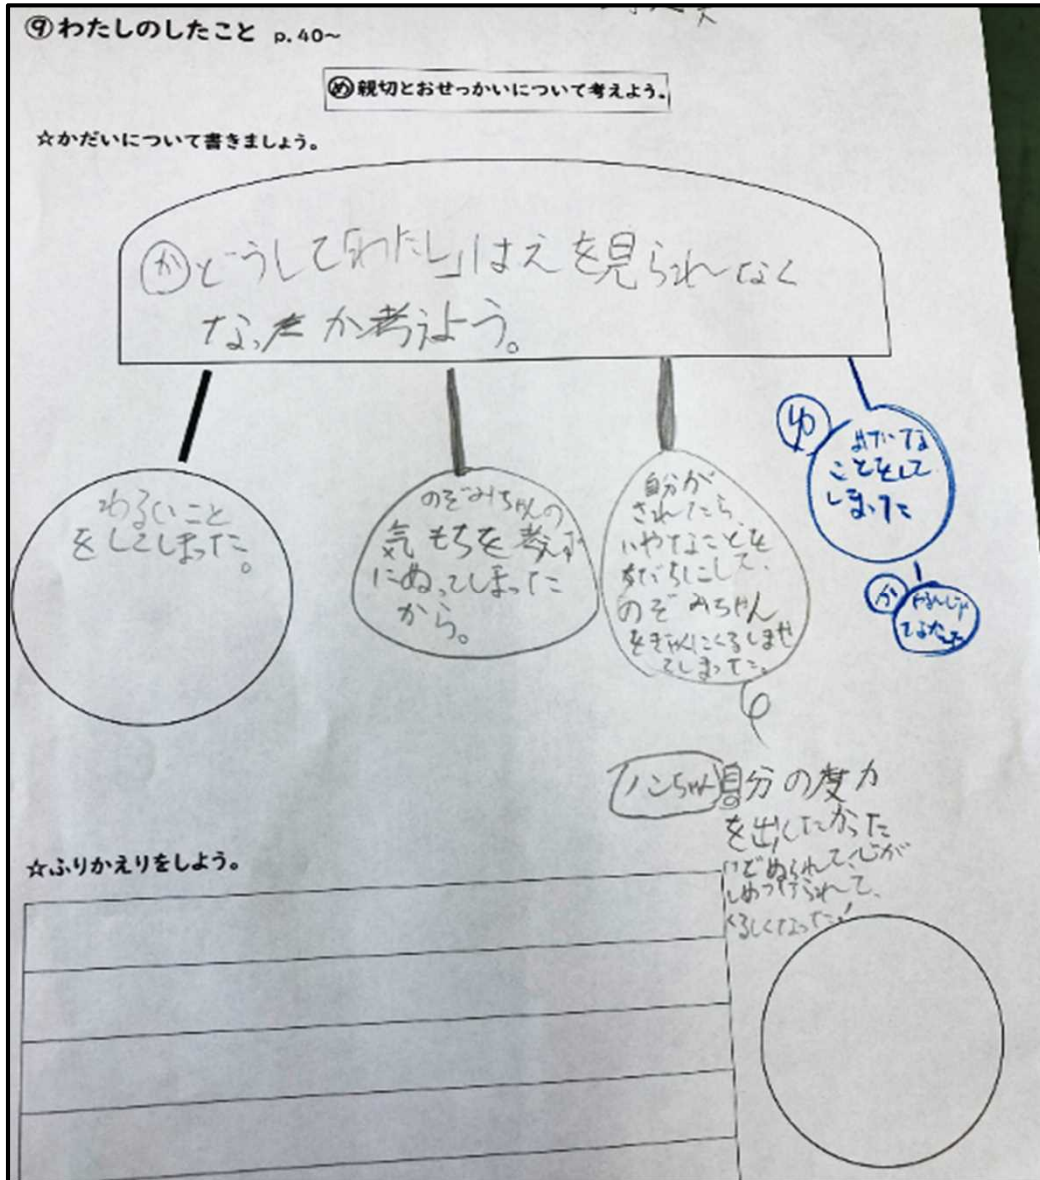 ⑨わたしのしたこと p.40～
め 親切とおせっかいについて考えよう。
☆かだいについて書きましょう。
か どうして「わたし」はえを見られなく
なったか考えよう。
わるいこと
をしてしまった。
のぞみちゃんの
気もちを考えず
にぬってしまった
から。
自分が
されたら、
いやなことを
友だちにして、
のぞみちゃん
をぎゃくにくるしませ
てしまった。
ゆ
よけいな
ことをして
しまった
か
ノンちゃん
自分の度力
を出したかった
けどぬられて、心が
しめつけられて、
くるしくなった!
☆ふりかえりをしよう。